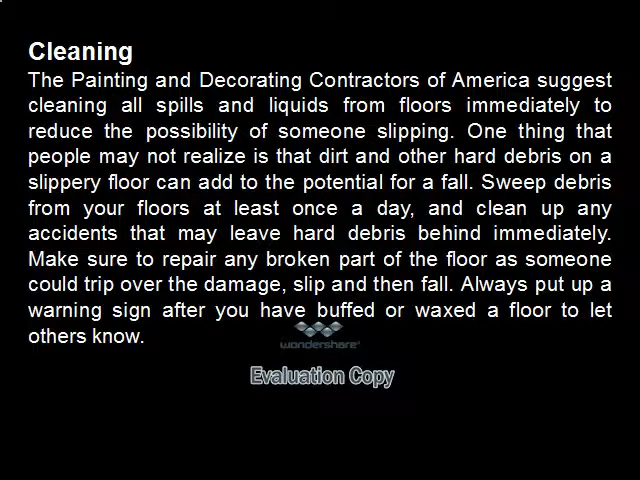 Cleaning
The Painting and Decorating Contractors of America suggest
cleaning all spills and liquids from floors immediately to
reduce the possibility of someone slipping. One thing that
people may not realize is that dirt and other hard debris on a
slippery floor can add to the potential for a fall. Sweep debris
from your floors at least once a day, and clean up any
accidents that may leave hard debris behind immediately.
Make sure to repair any broken part of the floor as someone
could trip over the damage, slip and then fall. Always put up a
warning sign after you have buffed or waxed a floor to let
others know.
wondershare
Evaluation Copy